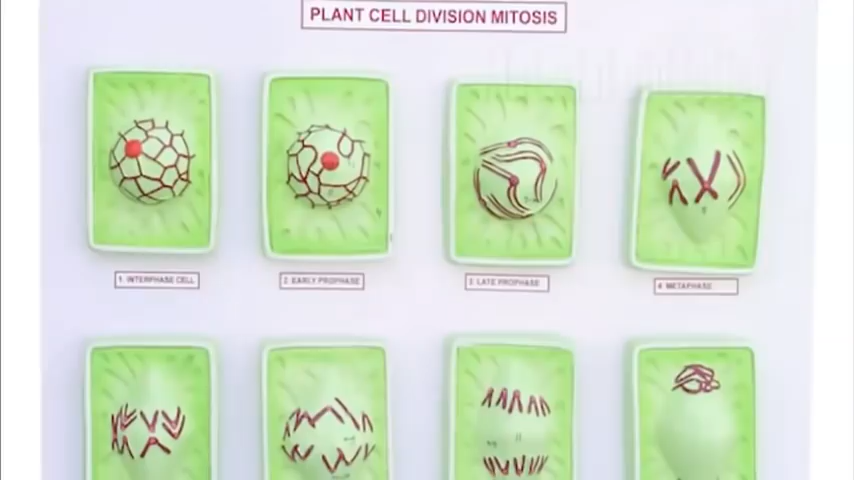 PLANT CELL DIVISION MITOSIS
1. INTERPHASE CELL
2. EARLY PROPHASE
3. LATE PROPHASE
4. METAPHASE